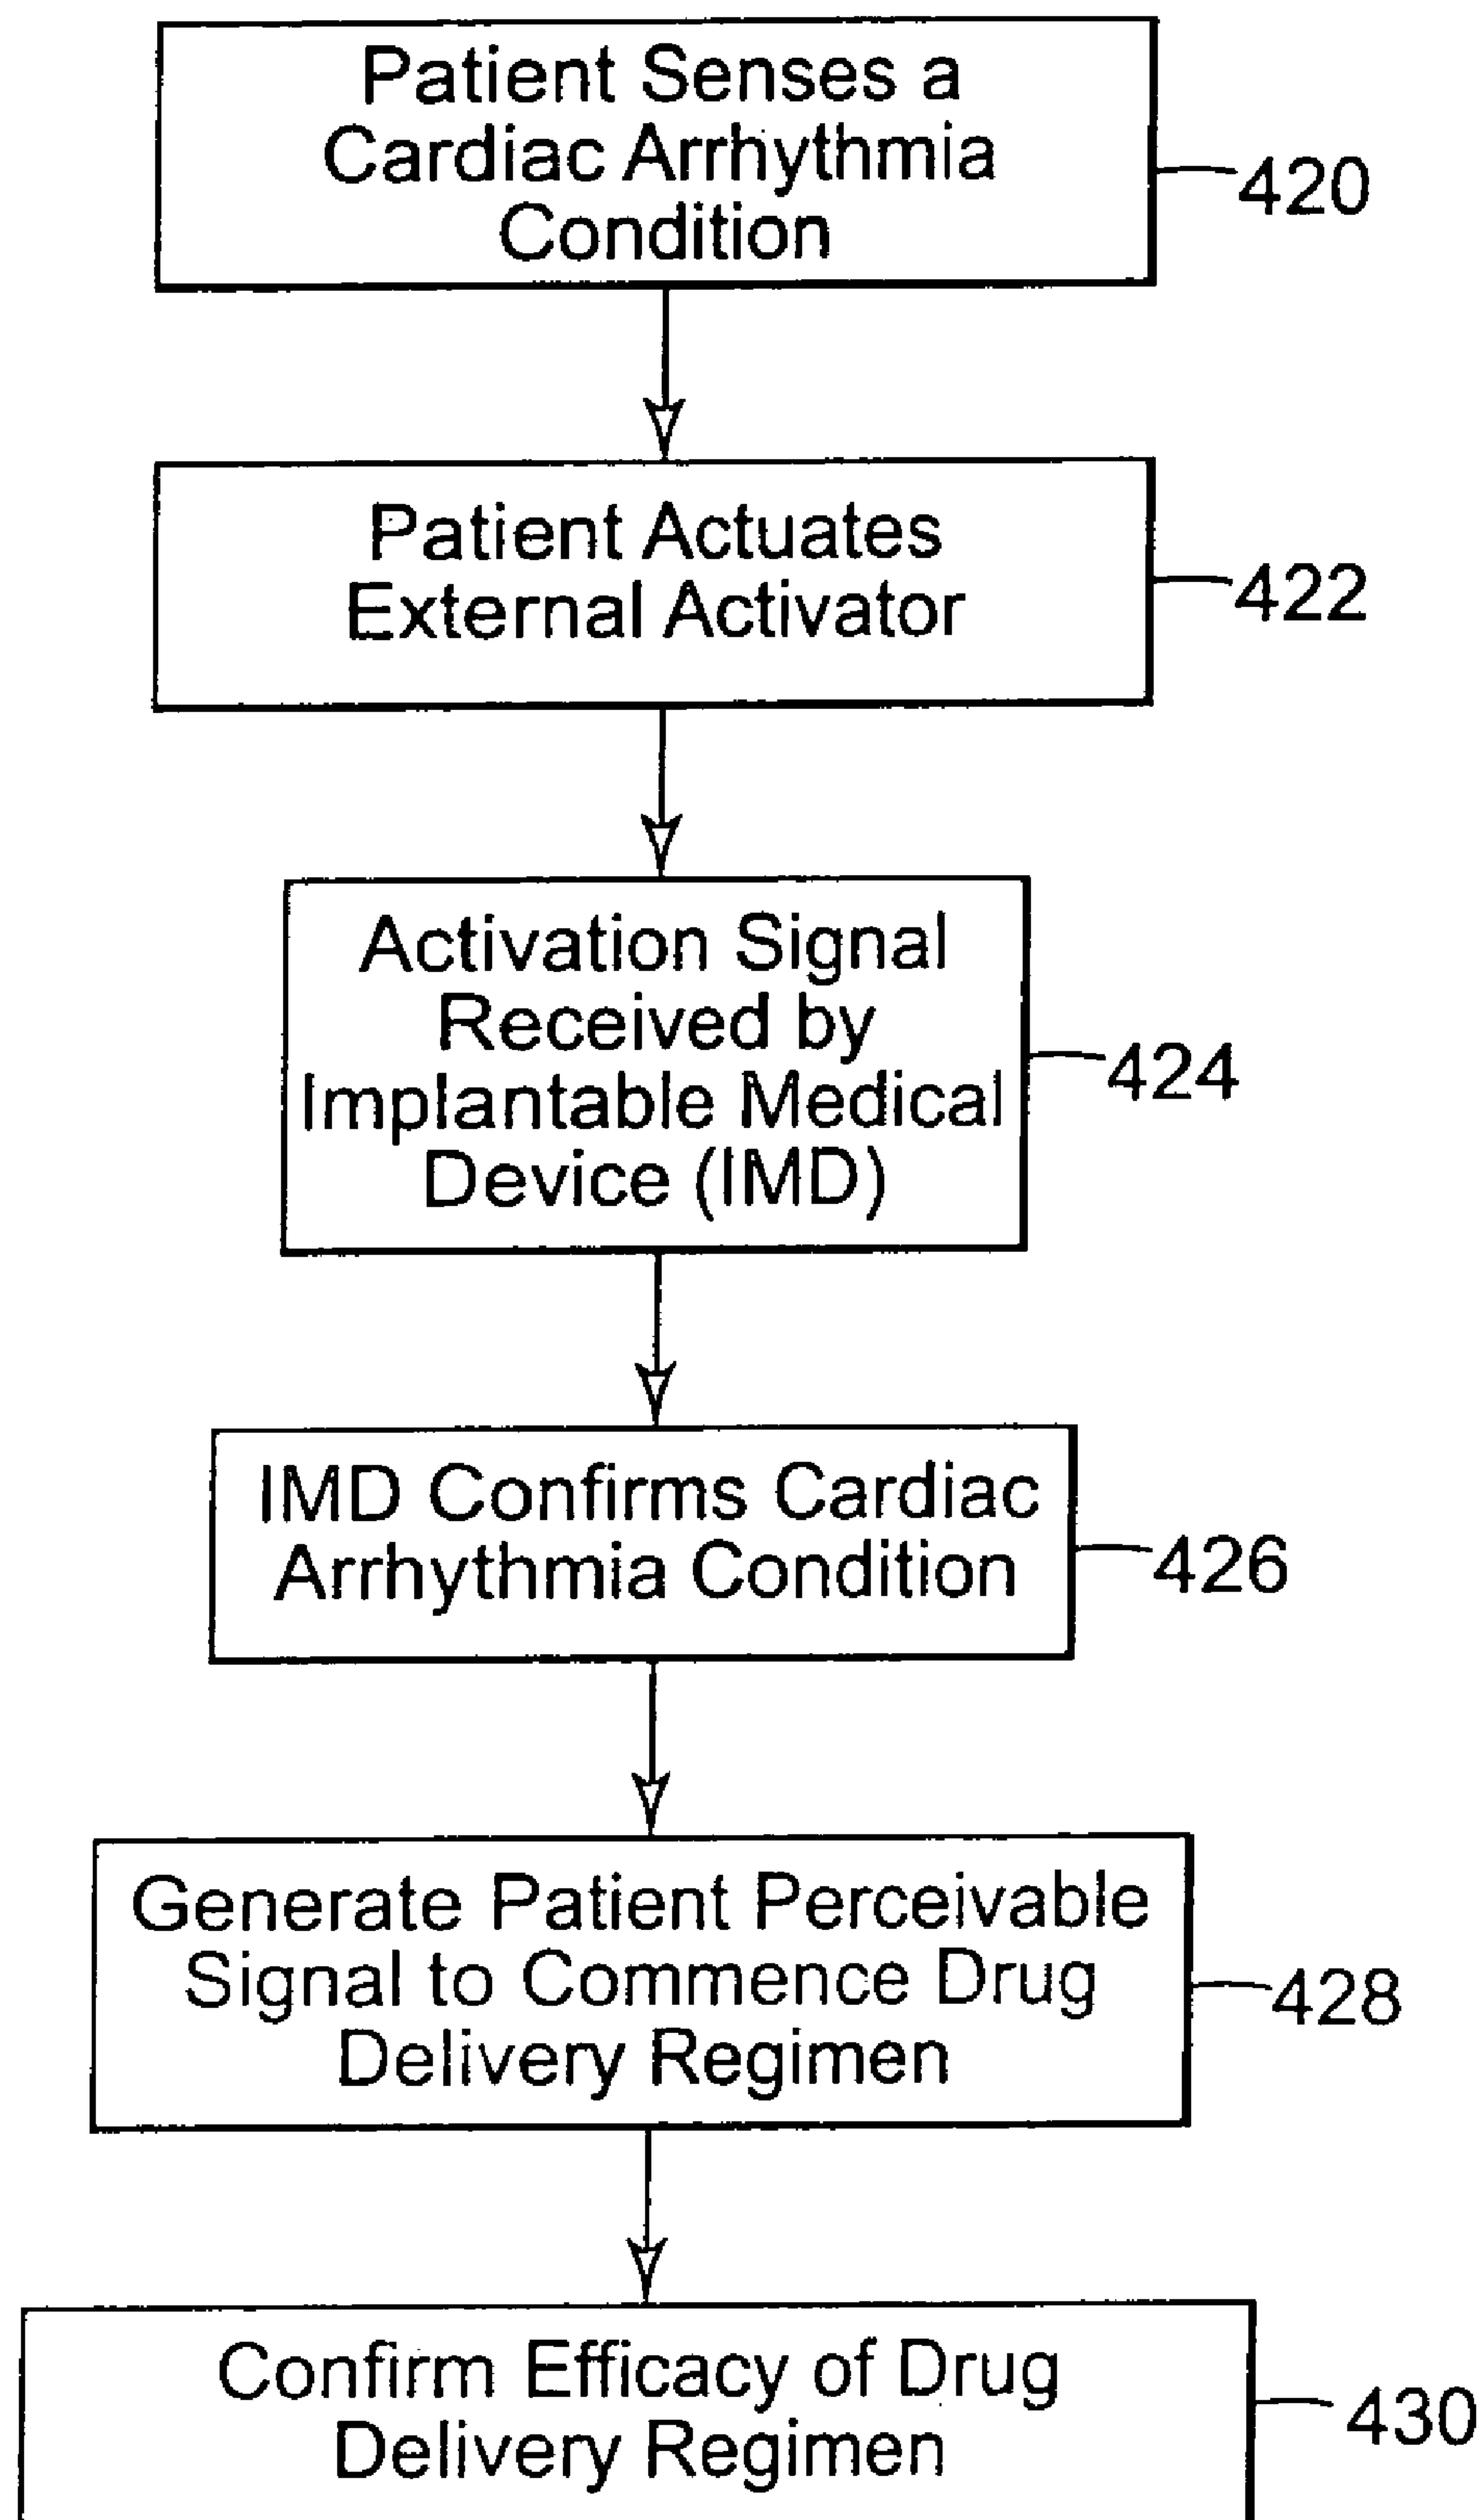 Patient Senses a
Cardiac Arrhythmia
Condition
420
Patient Actuates
External Activator
422
Activation Signal
Received by
Implantable Medical
Device (IMD)
424
IMD Confirms Cardiac
Arrhythmia Condition
426
Generate Patient Perceivable
Signal to Commence Drug
Delivery Regimen
428
Confirm Efficacy of Drug
Delivery Regimen
430